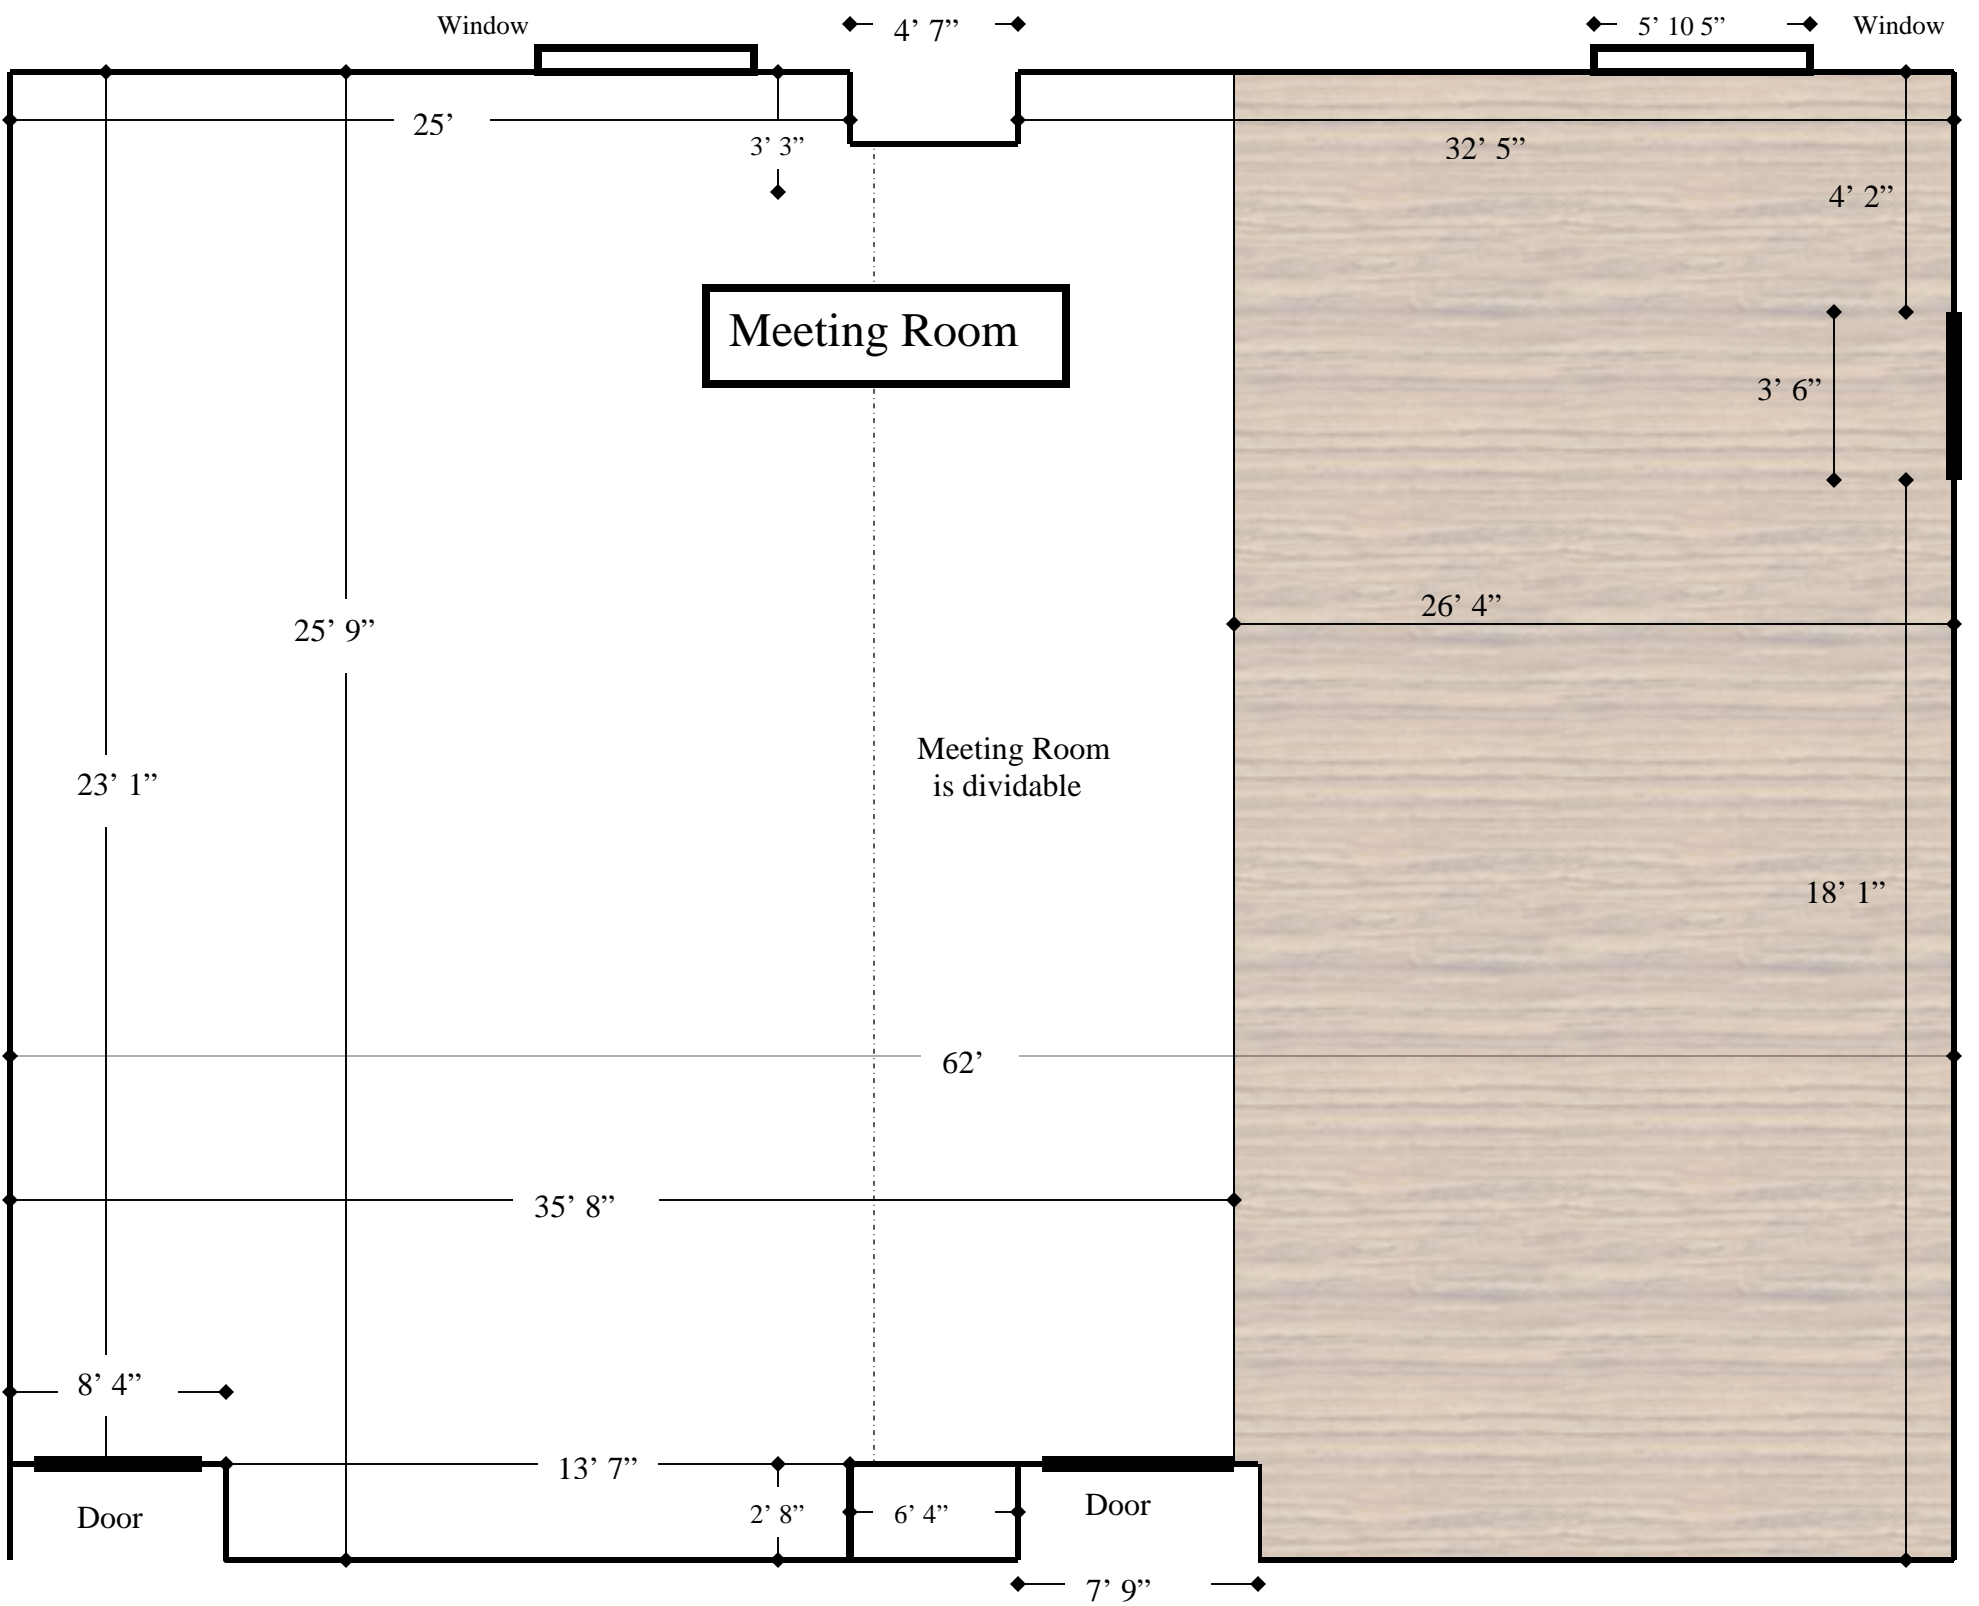 Window
4’ 7”
5’ 10 5”
Window
25’
3’ 3”
32’ 5”
4’ 2”
Meeting Room
3’ 6”
26’ 4”
25’ 9”
Meeting Room
is dividable
23’ 1”
18’ 1”
62’
35’ 8”
8’ 4”
13’ 7”
Door
2’ 8”
6’ 4”
Door
7’ 9”